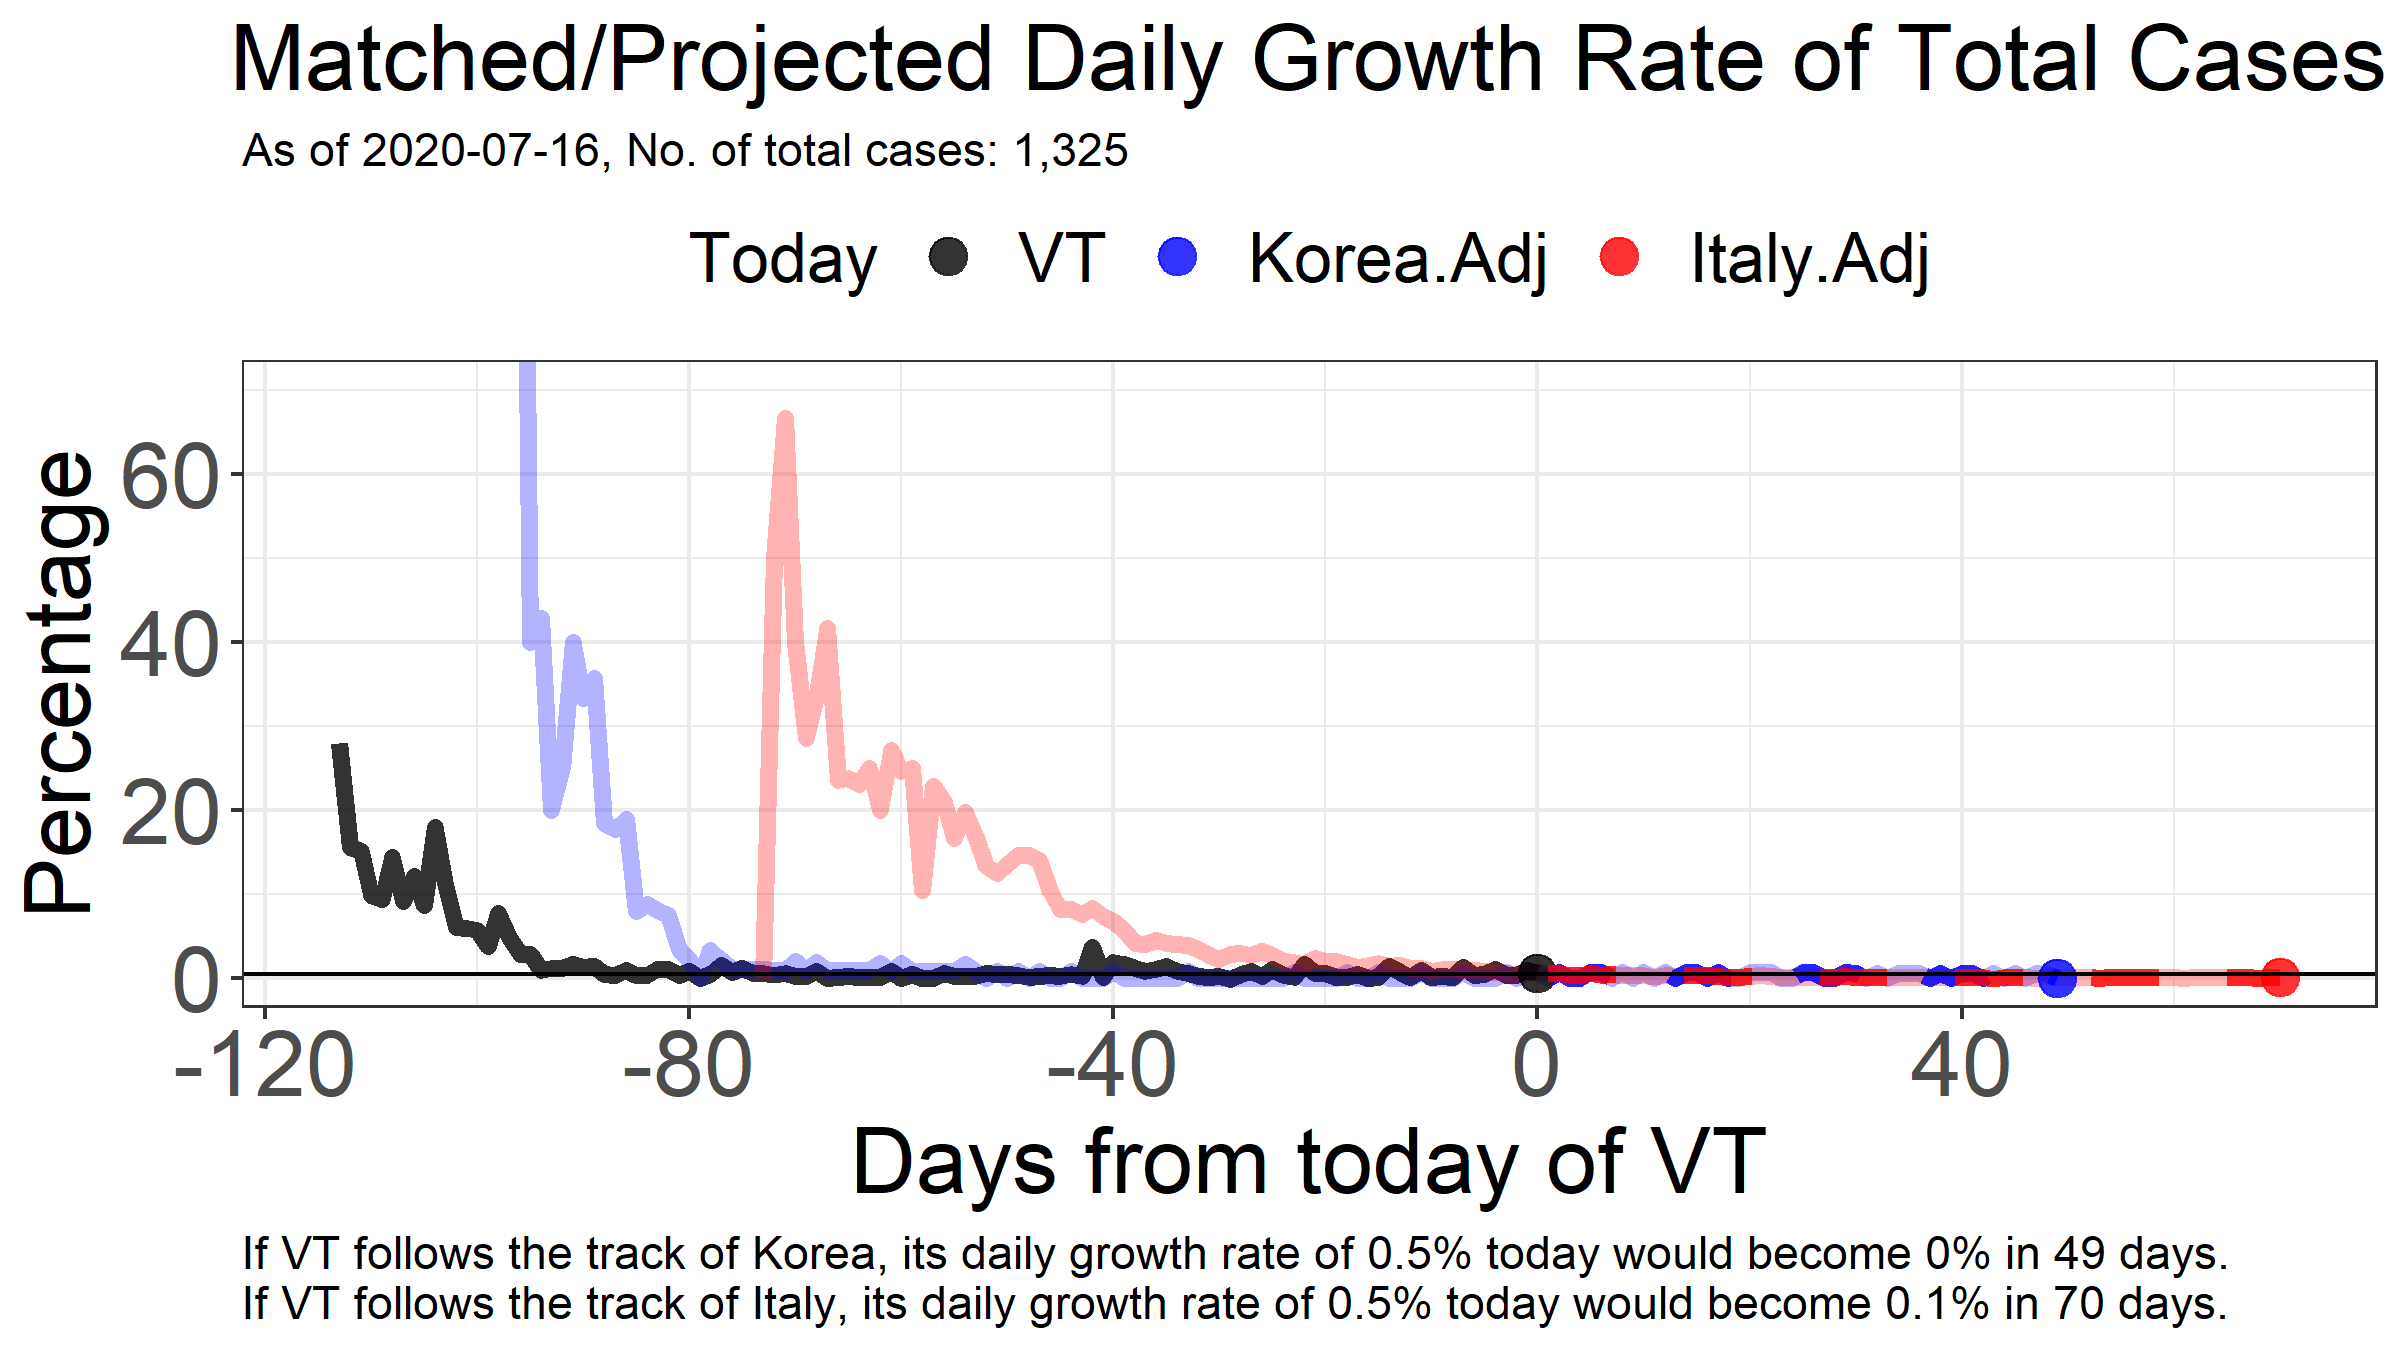 Matched/Projected Daily Growth Rate of Total Cases
As of 2020-07-16, No. of total cases: 1,325
Today VT Korea.Adj Italy.Adj
Percentage
60
40
20
0
-120 -80 -40 0 40
Days from today of VT
If VT follows the track of Korea, its daily growth rate of 0.5% today would become 0% in 49 days.
If VT follows the track of Italy, its daily growth rate of 0.5% today would become 0.1% in 70 days.